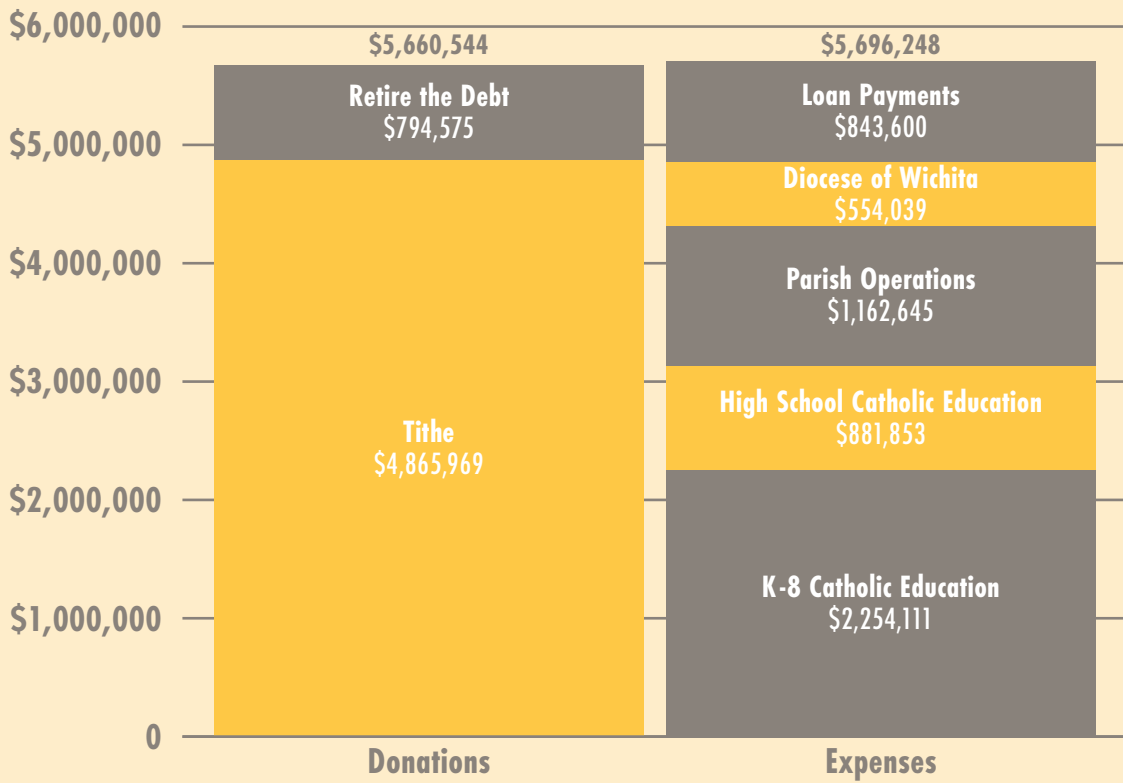 $6,000,000
$5,660,544
$5,696,248
Retire the Debt
$794,575
Loan Payments
$843,600
$5,000,000
Diocese of Wichita
$554,039
$4,000,000
Parish Operations
$1,162,645
$3,000,000
High School Catholic Education
$881,853
Tithe
$4,865,969
$2,000,000
K-8 Catholic Education
$2,254,111
$1,000,000
0
Donations
Expenses